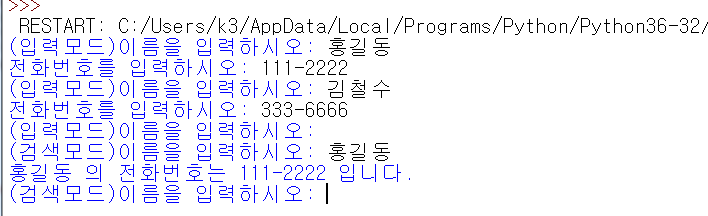 >>>
RESTART: C:/Users/k3/AppData/Local/Programs/Python/Python36-32/
(입력모드)이름을 입력하시오: 홍길동
전화번호를 입력하시오: 111-2222
(입력모드)이름을 입력하시오: 김철수
전화번호를 입력하시오: 333-6666
(입력모드)이름을 입력하시오:
(검색모드)이름을 입력하시오: 홍길동
홍길동 의 전화번호는 111-2222 입니다.
(검색모드)이름을 입력하시오: